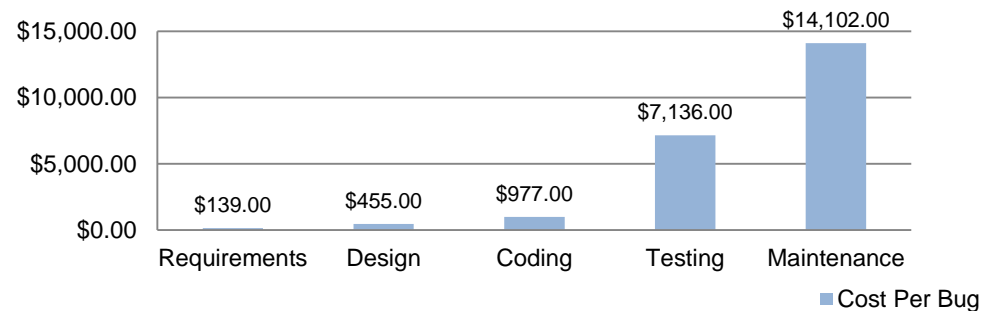 $14,102.00
$15,000.00
$10,000.00
$7,136.00
$5,000.00
$139.00 $455.00 $977.00
$0.00
Requirements Design Coding Testing Maintenance
Cost Per Bug